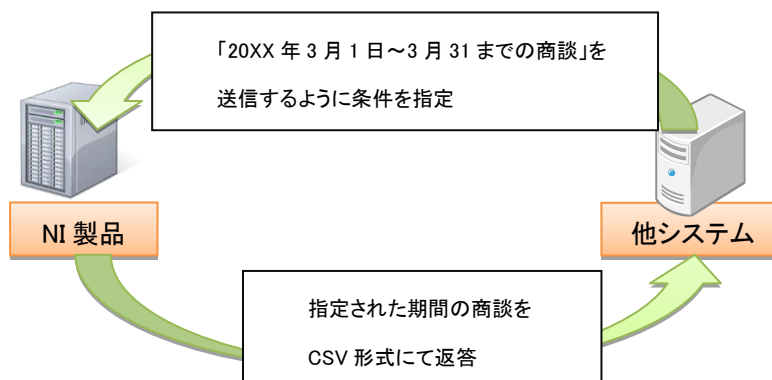 「20XX 年 3 月 1 日～3 月 31 までの商談」を
送信するように条件を指定
NI 製品
他システム
指定された期間の商談を
CSV 形式にて返答